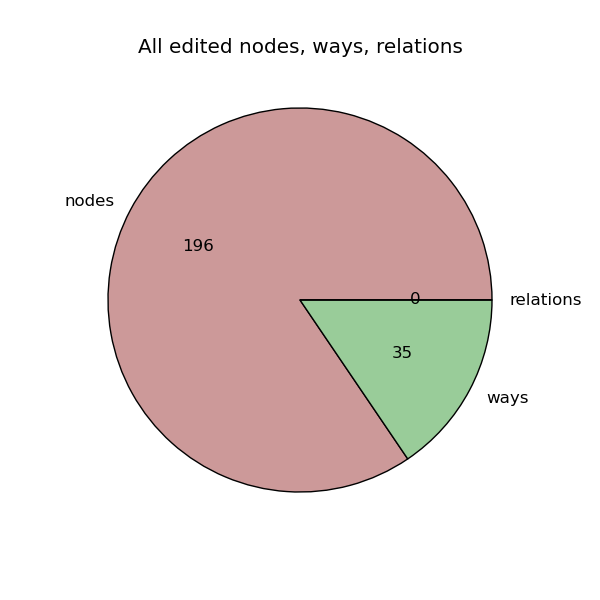 All edited nodes, ways, relations
nodes
196
0
relations
35
ways